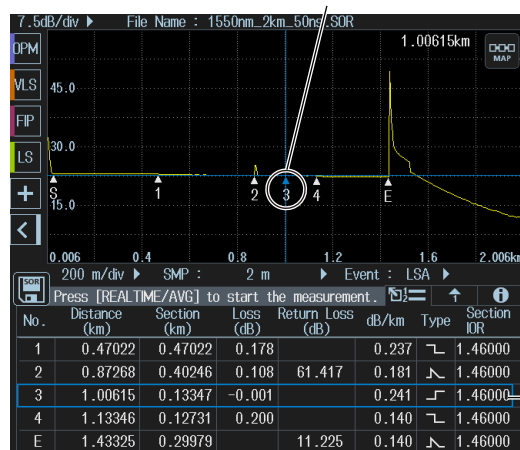 7.5dB/div File Name : 1550nm_2km_50ns.SOR
OPM
1.00615km
MAP
VLS 45.0
FIP
LS 30.0
S 1 2 3 4 E
15.0
0.006 0.4 0.8 1.2 1.6 2.006km
200 m/div SMP : 2 m Event : LSA
SOR
Press [REALTIME/AVG] to start the measurement.
No. Distance (km) Section (km) Loss (dB) Return Loss (dB) dB/km Type Section IOR
1 0.47022 0.47022 0.178 0.237 1.46000
2 0.87268 0.40246 0.108 61.417 0.181 1.46000
3 1.00615 0.13347 -0.001 0.241 1.46000
4 1.13346 0.12731 0.200 0.140 1.46000
E 1.43325 0.29979 11.225 0.140 1.46000